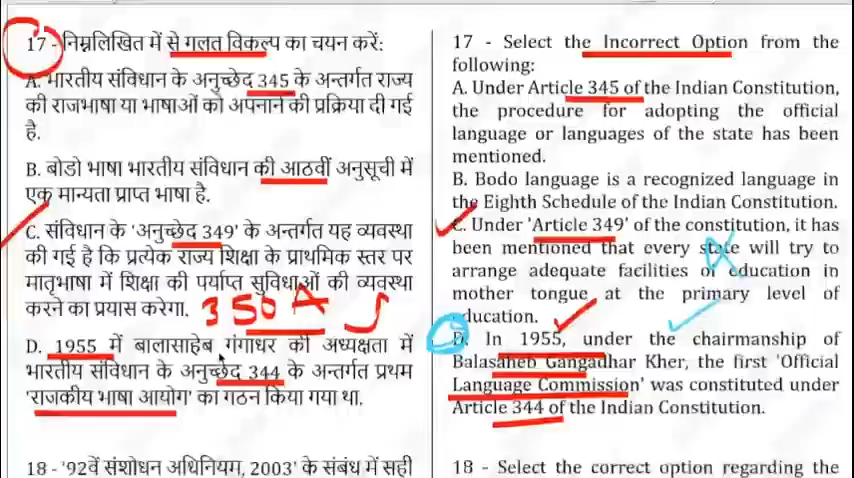 17 - निम्नलिखित में से गलत विकल्प का चयन करें:
A. भारतीय संविधान के अनुच्छेद 345 के अन्तर्गत राज्य
की राजभाषा या भाषाओं को अपनाने की प्रक्रिया दी गई
है.
B. बोडो भाषा भारतीय संविधान की आठवीं अनुसूची में
एक मान्यता प्राप्त भाषा है.
C. संविधान के 'अनुच्छेद 349' के अन्तर्गत यह व्यवस्था
की गई है कि प्रत्येक राज्य शिक्षा के प्राथमिक स्तर पर
मातृभाषा में शिक्षा की पर्याप्त सुविधाओं की व्यवस्था
करने का प्रयास करेगा.
350 A
D. 1955 में बालासाहेब गंगाधर की अध्यक्षता में
भारतीय संविधान के अनुच्छेद 344 के अन्तर्गत प्रथम
'राजकीय भाषा आयोग' का गठन किया गया था.
18 - '92वें संशोधन अधिनियम, 2003' के संबंध में सही
17 - Select the Incorrect Option from the
following:
A. Under Article 345 of the Indian Constitution,
the procedure for adopting the official
language or languages of the state has been
mentioned.
B. Bodo language is a recognized language in
the Eighth Schedule of the Indian Constitution.
C. Under 'Article 349' of the constitution, it has
been mentioned that every state will try to
arrange adequate facilities of education in
mother tongue at the primary level of
education.
D. In 1955, under the chairmanship of
Balasaheb Gangadhar Kher, the first 'Official
Language Commission' was constituted under
Article 344 of the Indian Constitution.
18 - Select the correct option regarding the